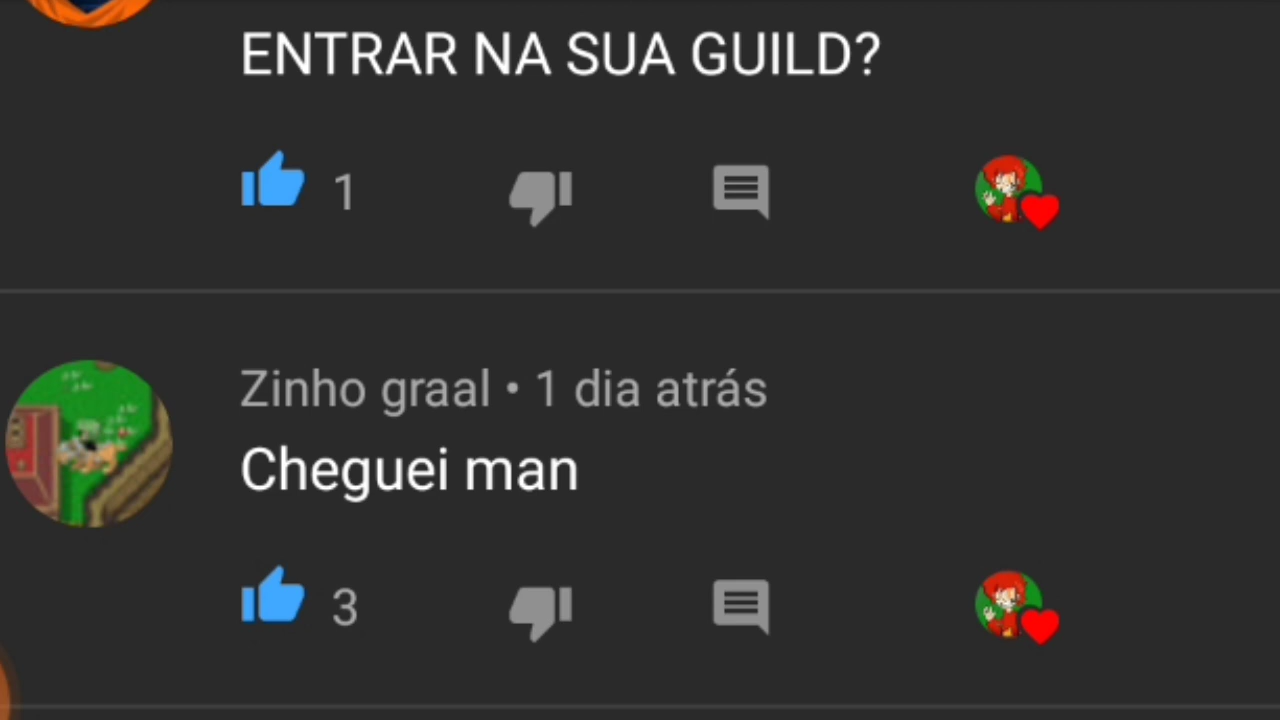 ENTRAR NA SUA GUILD?
1
Zinho graal • 1 dia atrás
Cheguei man
3